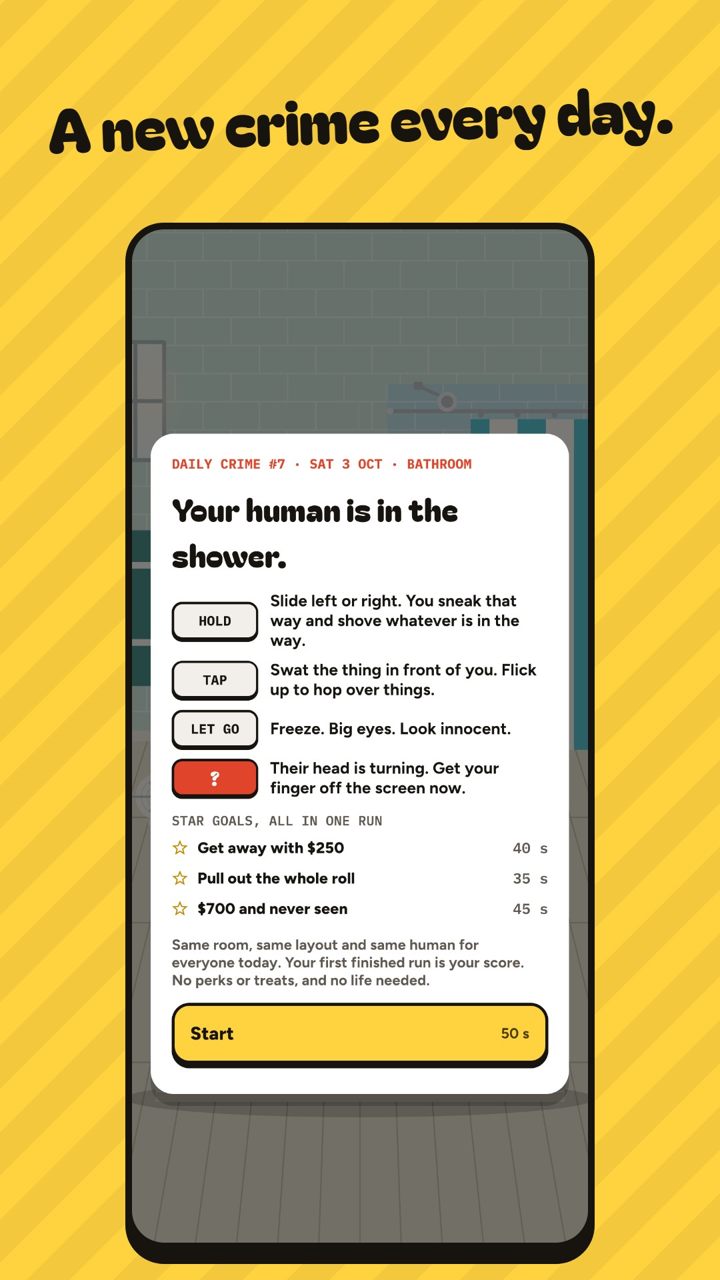 A new crime every day.
DAILY CRIME #7 · SAT 3 OCT · BATHROOM
Your human is in the
shower.
HOLD
Slide left or right. You sneak that
way and shove whatever is in the
way.
TAP
Swat the thing in front of you. Flick
up to hop over things.
LET GO
Freeze. Big eyes. Look innocent.
?
Their head is turning. Get your
finger off the screen now.
STAR GOALS, ALL IN ONE RUN
Get away with $250 40 s
Pull out the whole roll 35 s
$700 and never seen 45 s
Same room, same layout and same human for
everyone today. Your first finished run is your score.
No perks or treats, and no life needed.
Start 50 s